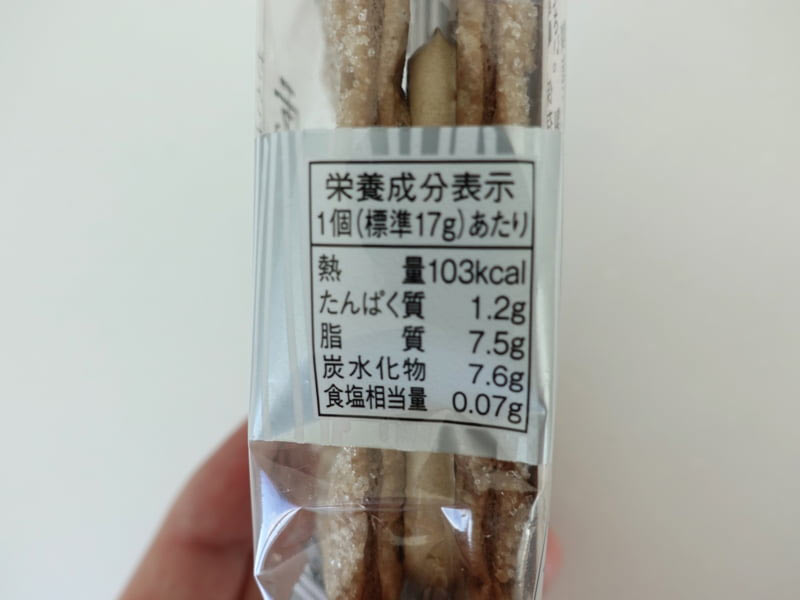 栄養成分表示
1個(標準17g)あたり
熱量103kcal
たんぱく質 1.2g
脂質 7.5g
炭水化物 7.6g
食塩相当量 0.07g